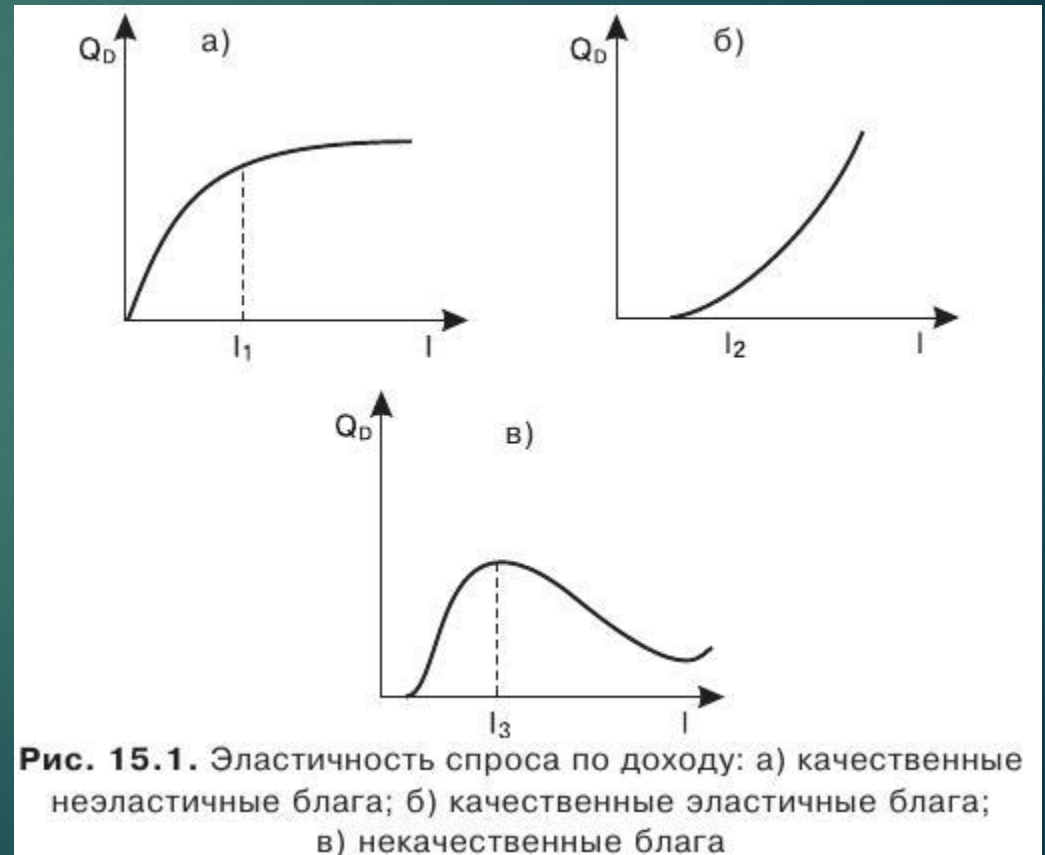 Q_D а)
I₁ I
Q_D б)
I₂ I
Q_D в)
I₃ I
Рис. 15.1. Эластичность спроса по доходу: а) качественные
неэластичные блага; б) качественные эластичные блага;
в) некачественные блага